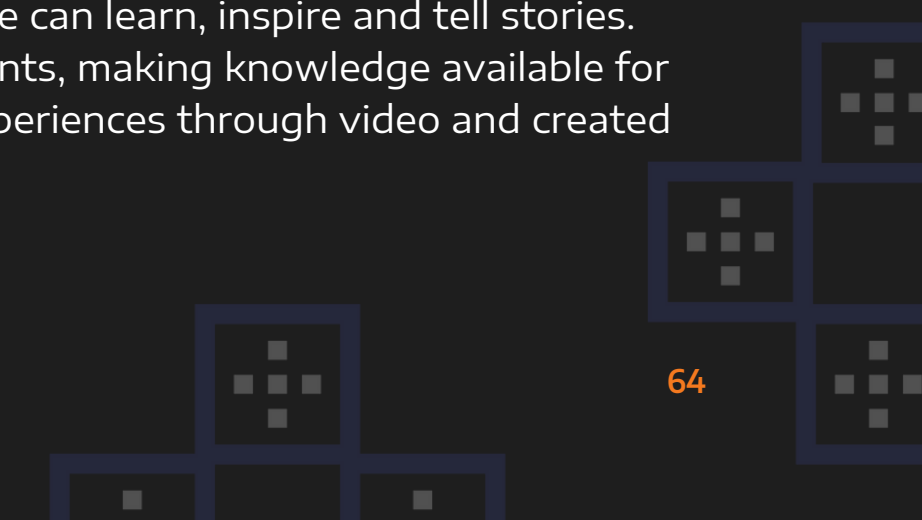 e can learn, inspire and tell stories.
nts, making knowledge available for
periences through video and created
64